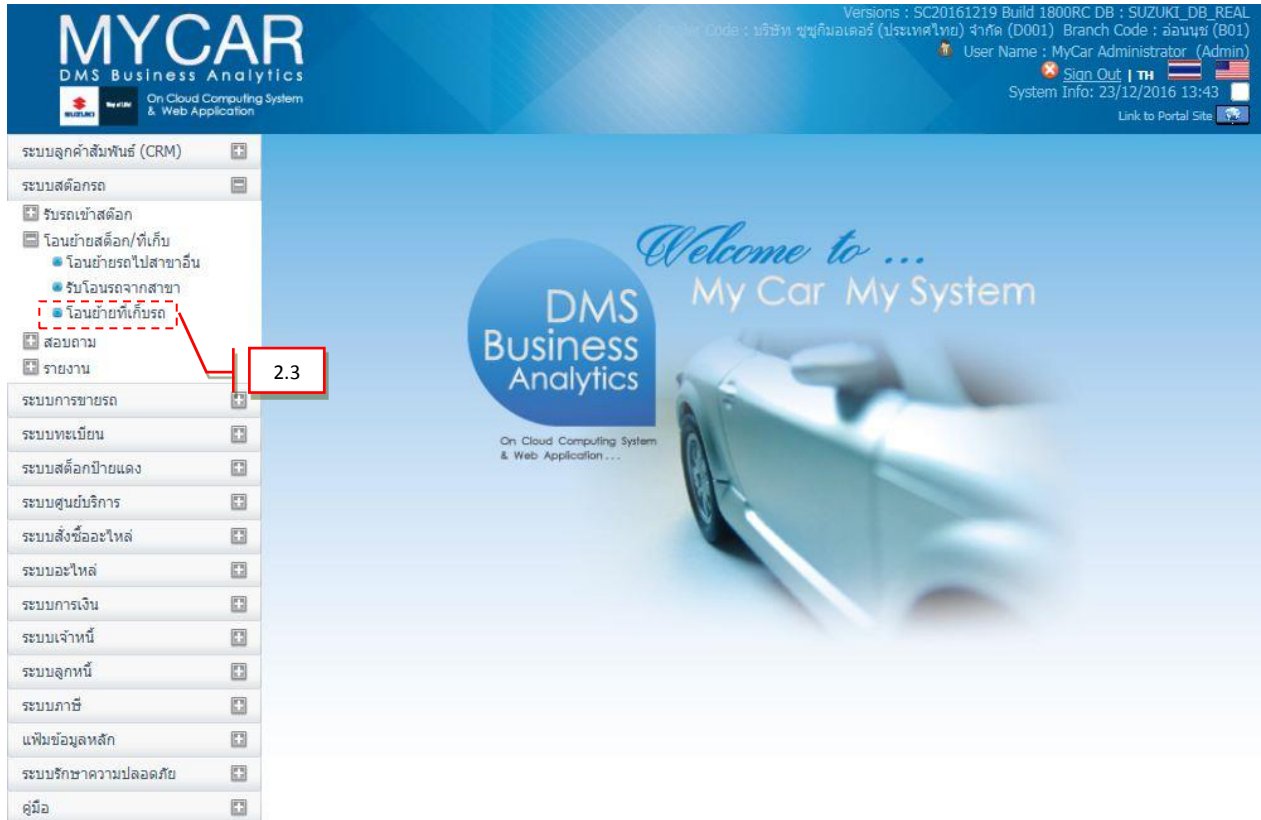 MYCAR
DMS Business Analytics
SUZUKI
Way of Life!
On Cloud Computing System
& Web Application
Versions : SC20161219 Build 1800RC DB : SUZUKI_DB_REAL
Code : บริษัท ซูซูกิมอเตอร์ (ประเทศไทย) จำกัด (D001) Branch Code : อ่อนนุช (B01)
User Name : MyCar Administrator (Admin)
Sign Out | TH
System Info: 23/12/2016 13:43
Link to Portal Site
ระบบลูกค้าสัมพันธ์ (CRM)
ระบบสต๊อกรถ
รับรถเข้าสต๊อก
โอนย้ายสต็อก/ที่เก็บ
โอนย้ายรถไปสาขาอื่น
รับโอนรถจากสาขา
โอนย้ายที่เก็บรถ
สอบถาม
รายงาน
2.3
ระบบการขายรถ
ระบบทะเบียน
ระบบสต็อกป้ายแดง
ระบบศูนย์บริการ
ระบบสั่งซื้ออะไหล่
ระบบอะไหล่
ระบบการเงิน
ระบบเจ้าหนี้
ระบบลูกหนี้
ระบบภาษี
แฟ้มข้อมูลหลัก
ระบบรักษาความปลอดภัย
คู่มือ
Welcome to ...
My Car My System
DMS
Business
Analytics
On Cloud Computing System
& Web Application...